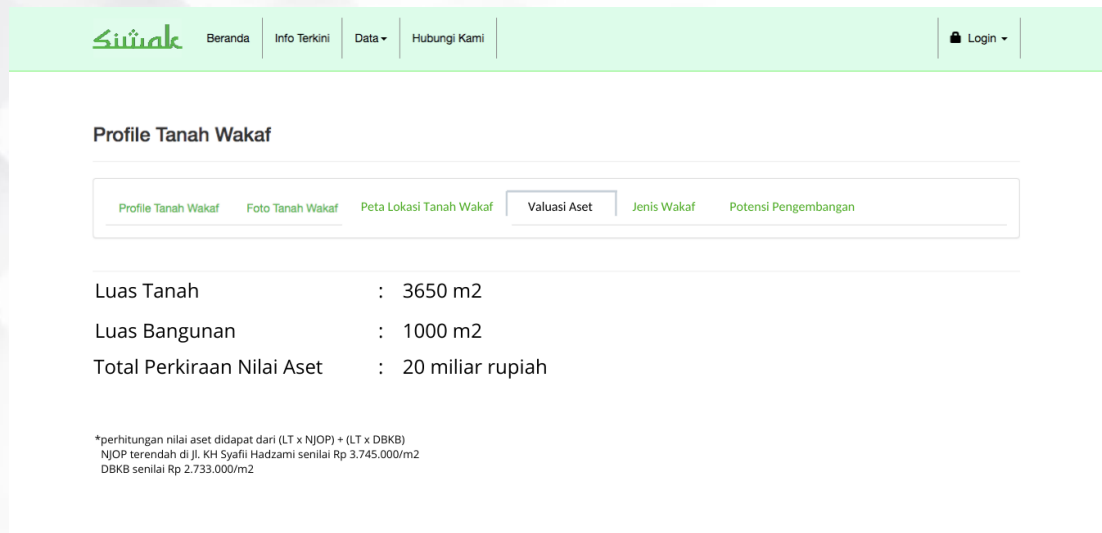 Siwak
Beranda Info Terkini Data Hubungi Kami Login
Profile Tanah Wakaf
Profile Tanah Wakaf Foto Tanah Wakaf Peta Lokasi Tanah Wakaf Valuasi Aset Jenis Wakaf Potensi Pengembangan
Luas Tanah : 3650 m2
Luas Bangunan : 1000 m2
Total Perkiraan Nilai Aset : 20 miliar rupiah
*perhitungan nilai aset didapat dari (LT x NJOP) + (LT x DBKB)
NJOP terendah di Jl. KH Syafii Hadzami senilai Rp 3.745.000/m2
DBKB senilai Rp 2.733.000/m2